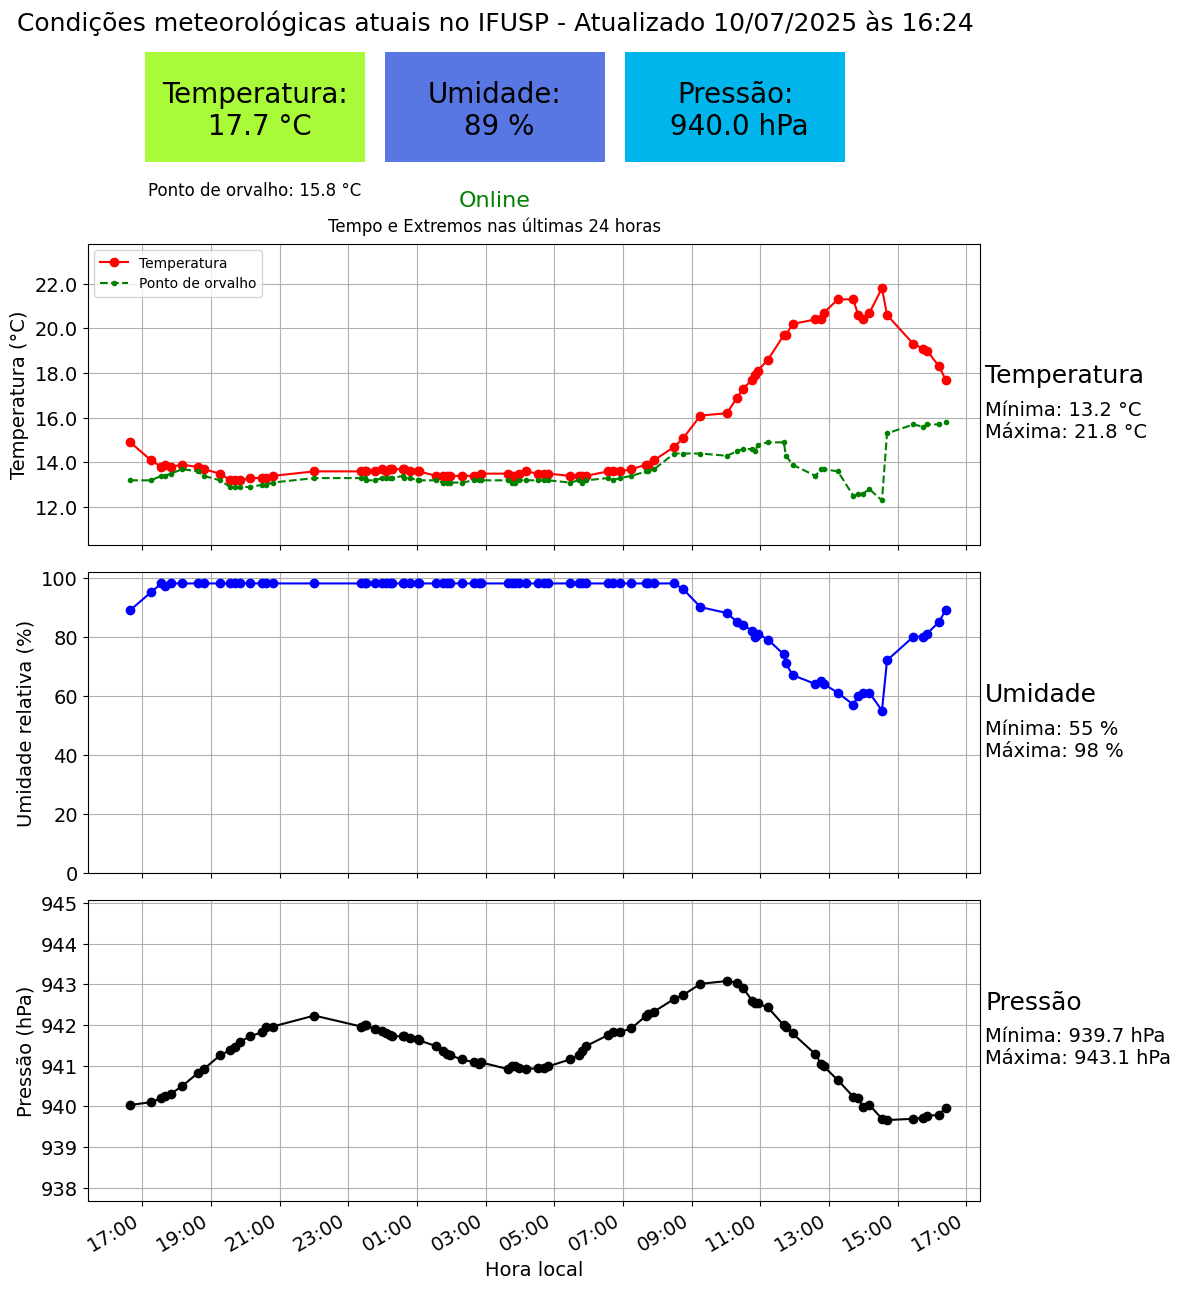 Condições meteorológicas atuais no IFUSP - Atualizado 10/07/2025 às 16:24
Temperatura:
17.7 °C
Umidade:
89 %
Pressão:
940.0 hPa
Ponto de orvalho: 15.8 °C
Online
Tempo e Extremos nas últimas 24 horas
Temperatura
Ponto de orvalho
Temperatura (°C)
22.0
20.0
18.0
16.0
14.0
12.0
Temperatura
Mínima: 13.2 °C
Máxima: 21.8 °C
Umidade relativa (%)
100
80
60
40
20
0
Umidade
Mínima: 55 %
Máxima: 98 %
Pressão (hPa)
945
944
943
942
941
940
939
938
Pressão
Mínima: 939.7 hPa
Máxima: 943.1 hPa
17:00
19:00
21:00
23:00
01:00
03:00
05:00
07:00
09:00
11:00
13:00
15:00
17:00
Hora local